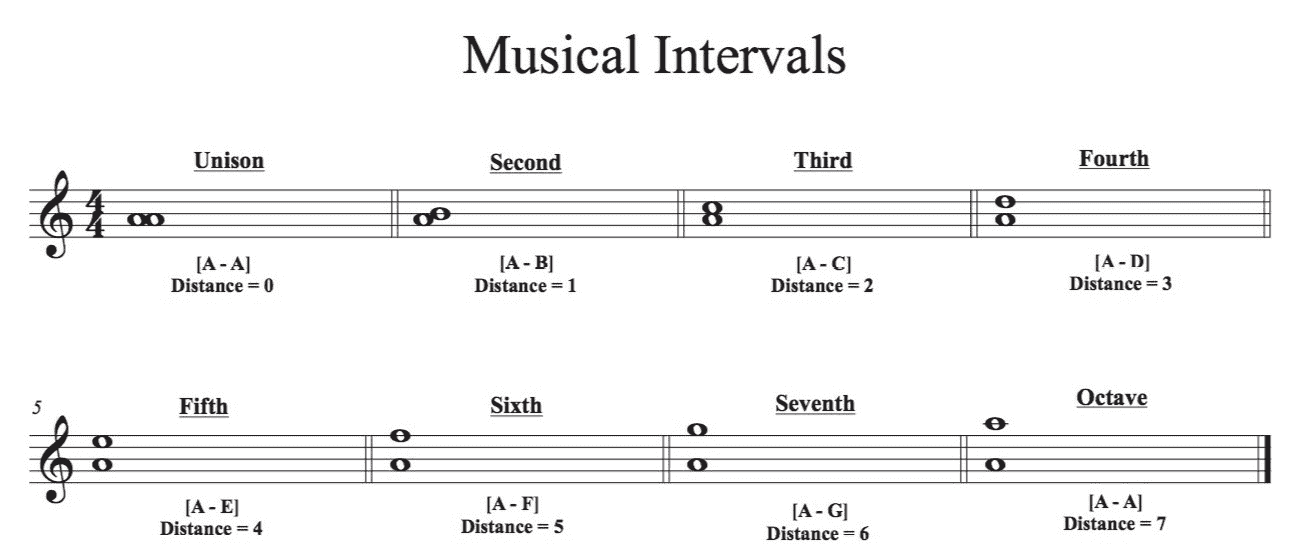 Musical Intervals
Unison Second Third Fourth
4
4
[A - A] [A - B] [A - C] [A - D]
Distance = 0 Distance = 1 Distance = 2 Distance = 3
5
Fifth Sixth Seventh Octave
[A - E] [A - F] [A - G] [A - A]
Distance = 4 Distance = 5 Distance = 6 Distance = 7